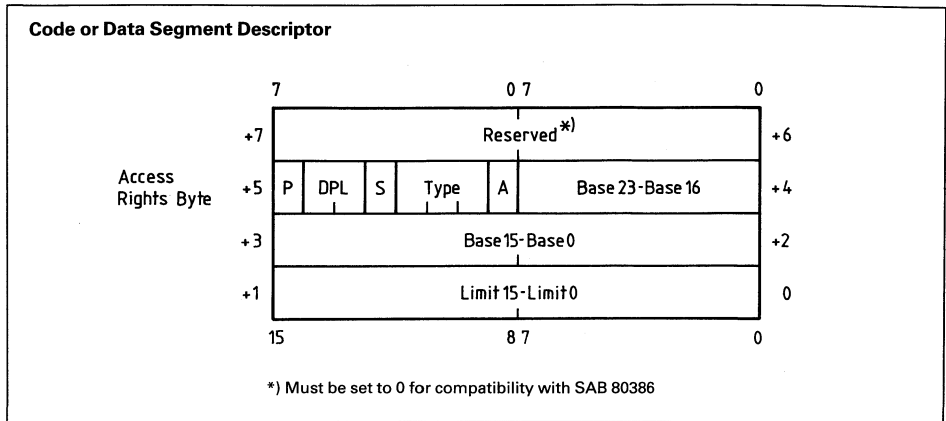 Code or Data Segment Descriptor
7 0 7 0
+7 Reserved*) +6
Access
Rights Byte
+5 P DPL S Type A Base 23-Base 16 +4
+3 Base 15-Base 0 +2
+1 Limit 15-Limit 0 0
15 8 7 0
*) Must be set to 0 for compatibility with SAB 80386